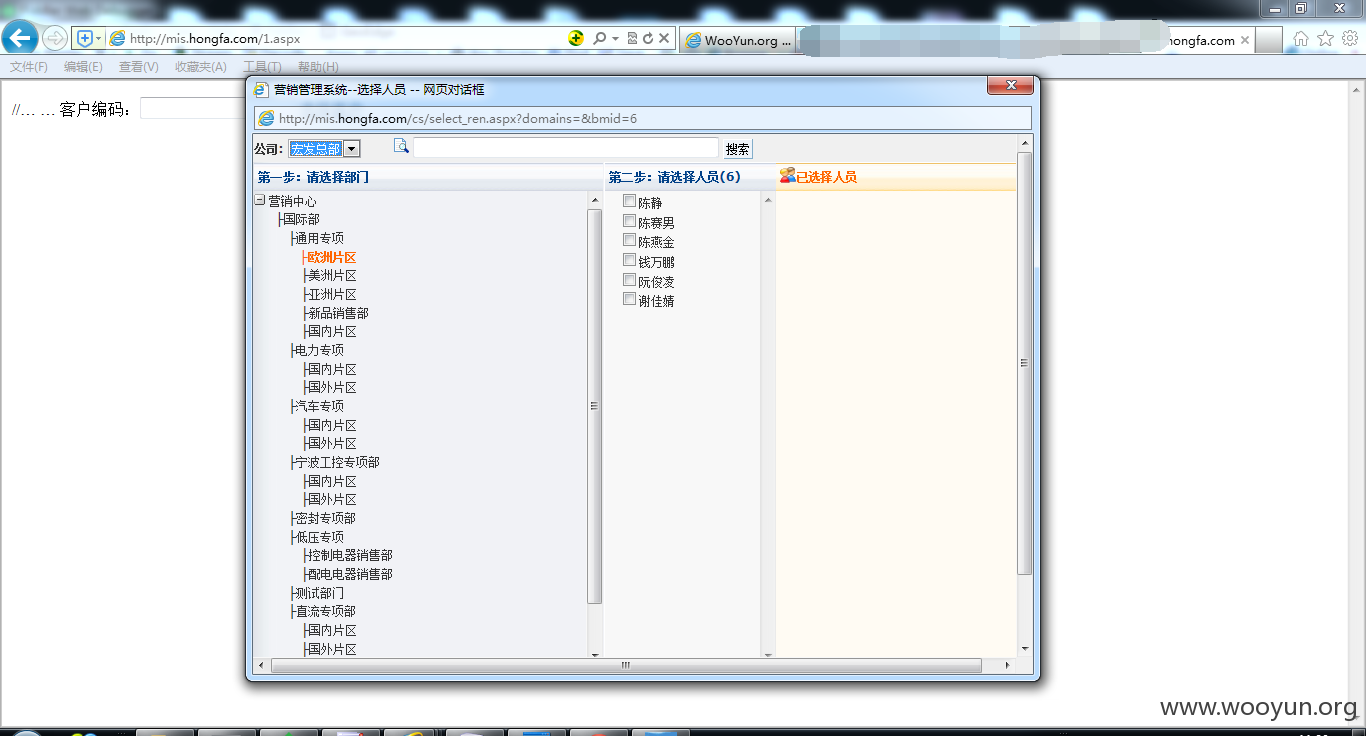 http://mis.hongfa.com/1.aspx
WooYun.org ...
hongfa.com
文件(F) 编辑(E) 查看(V) 收藏夹(A) 工具(T) 帮助(H)
//… … 客户编码：
营销管理系统--选择人员 -- 网页对话框
http://mis.hongfa.com/cs/select_ren.aspx?domains=&bmid=6
公司： 宏发总部 搜索
第一步：请选择部门
营销中心
国际部
通用专项
欧洲片区
美洲片区
亚洲片区
新品销售部
国内片区
电力专项
国内片区
国外片区
汽车专项
国内片区
国外片区
宁波工控专项部
国内片区
国外片区
密封专项部
低压专项
控制电器销售部
配电电器销售部
测试部门
直流专项部
国内片区
国外片区
第二步：请选择人员(6)
陈静
陈赛男
陈燕金
钱万鹏
阮俊凌
谢佳婧
已选择人员
www.wooyun.org